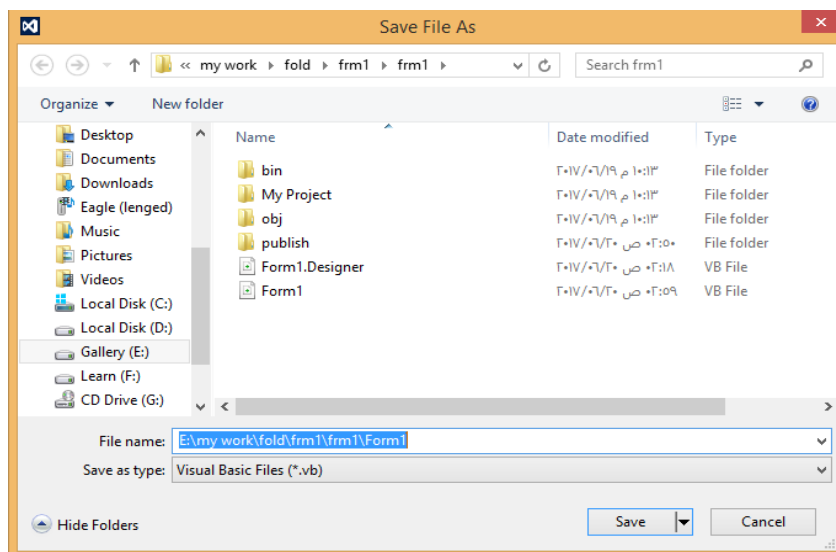 Save File As
« my work fold frm1 frm1
Search frm1
Organize New folder
Name Date modified Type
Desktop
Documents
Downloads
Eagle (lenged)
Music
Pictures
Videos
Local Disk (C:)
Local Disk (D:)
Gallery (E:)
Learn (F:)
CD Drive (G:)
bin ٢٠١٧/٠٦/١٩ ١٠:١٣ م File folder
My Project ٢٠١٧/٠٦/١٩ ١٠:١٣ م File folder
obj ٢٠١٧/٠٦/١٩ ١٠:١٣ م File folder
publish ٢٠١٧/٠٦/٢٠ ٠٢:٥٠ ص File folder
Form1.Designer ٢٠١٧/٠٦/٢٠ ٠٢:١٨ ص VB File
Form1 ٢٠١٧/٠٦/٢٠ ٠٢:٥٩ ص VB File
File name: E:\my work\fold\frm1\frm1\Form1
Save as type: Visual Basic Files (*.vb)
Hide Folders
Save Cancel